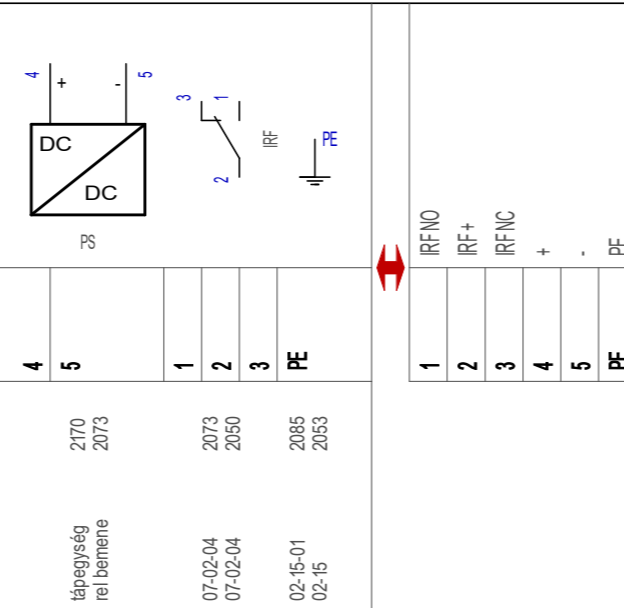 4 + - 5
DC
DC
PS
3 1
2
IRF
PE
IRF NO
IRF+
IRF NC
+
-
PE
4 5 1 2 3 PE
1 2 3 4 5 PE
2170
2073
2073
2050
2085
2053
tápegység
rel bemene
07-02-04
07-02-04
02-15-01
02-15